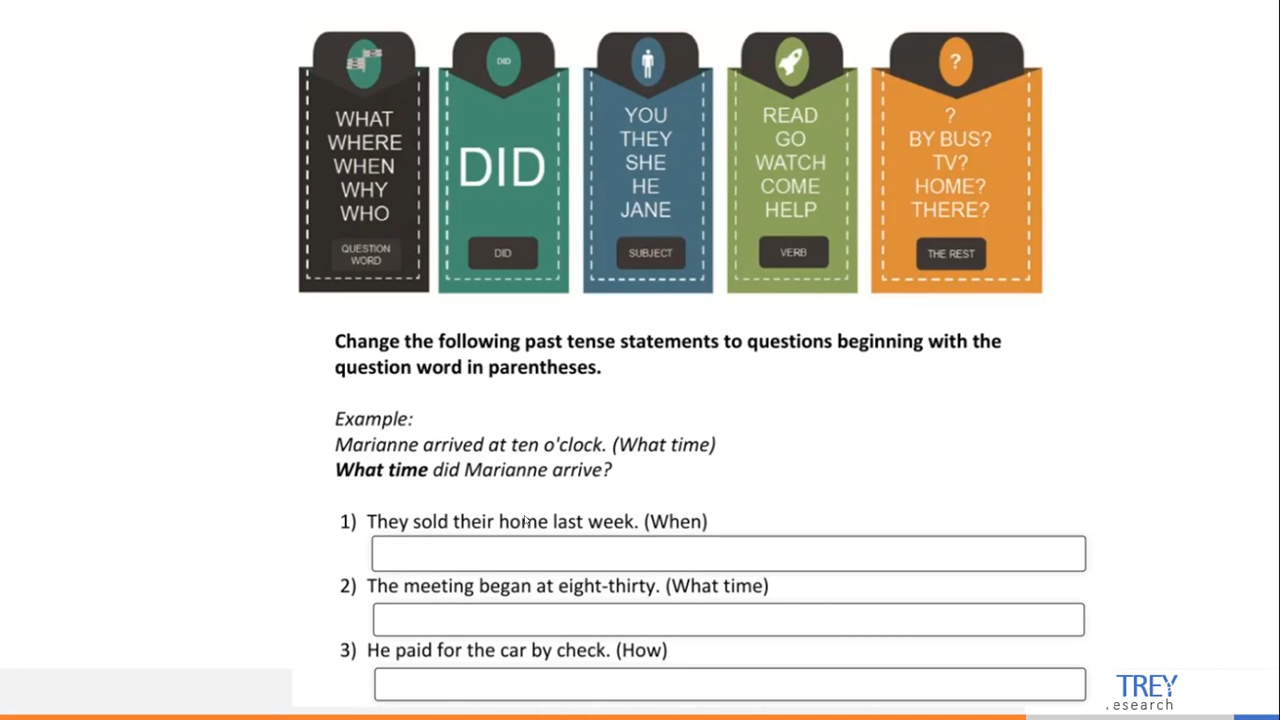 DID
?
WHAT
WHERE
WHEN
WHY
WHO
QUESTION
WORD
DID
DID
YOU
THEY
SHE
HE
JANE
SUBJECT
READ
GO
WATCH
COME
HELP
VERB
?
BY BUS?
TV?
HOME?
THERE?
THE REST
Change the following past tense statements to questions beginning with the
question word in parentheses.
Example:
Marianne arrived at ten o'clock. (What time)
What time did Marianne arrive?
1) They sold their home last week. (When)
2) The meeting began at eight-thirty. (What time)
3) He paid for the car by check. (How)
TREY
esearch